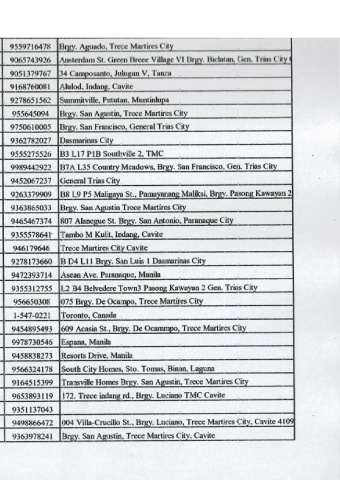 9559716478 Brgy. Aguado, Trece Martires City
9065743926 Amsterdam St. Green Breee Village VI Brgy. Biclatan, Gen. Trias City
9051379767 34 Camposanto, Julugan V, Tanza
9168760081 Alulod, Indang, Cavite
9278651562 Summitville, Pututan, Muntinlupa
955645094 Brgy. San Agustin, Trece Martires City
9750610005 Brgy. San Francisco, General Trias City
9362782027 Dasmarinas City
9555275526 B3 L17 P1B Southville 2, TMC
9989442922 B7A L35 Country Meadows, Brgy. San Francisco, Gen. Trias City
9452067237 General Trias City
9263379909 B8 L9 P5 Maligaya St., Pamayanang Maliksi, Brgy. Pasong Kawayan 2
9363865033 Brgy. San Agustin Trece Martires City
9465467374 807 Alanegue St. Brgy. San Antonio, Paranaque City
9355578641 Tambo M Kulit, Indang, Cavite
946179646 Trece Martires City Cavite
9278173660 B D4 L11 Brgy. San Luis 1 Dasmarinas City
9472393714 Asean Ave. Paranaque, Manila
9355312755 L2 B4 Belvedere Town3 Pasong Kawayan 2 Gen. Trias City
956650308 075 Brgy. De Ocampo, Trece Martires City
1-547-0221 Toronto, Canada
9454895493 609 Acasia St., Brgy. De Ocammpo, Trece Martires City
9978730546 Espana, Manila
9458838273 Resorts Drive, Manila
9566324178 South City Homes, Sto. Tomas, Binan, Laguna
9164515399 Transville Homes Brgy. San Agustin, Trece Martires City
9653893119 172. Trece indang rd., Brgy. Luciano TMC Cavite
9351137043
9498866472 004 Villa-Crucillo St., Brgy. Luciano, Trece Martires City, Cavite 4109
9363978241 Brgy. San Agustin, Trece Martires City, Cavite